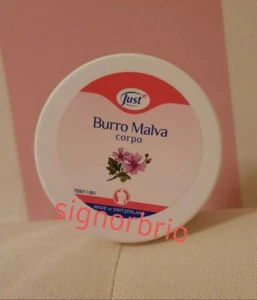 Just®
Burro Malva
corpo
MADE IN SWITZERLAND
signorbrio